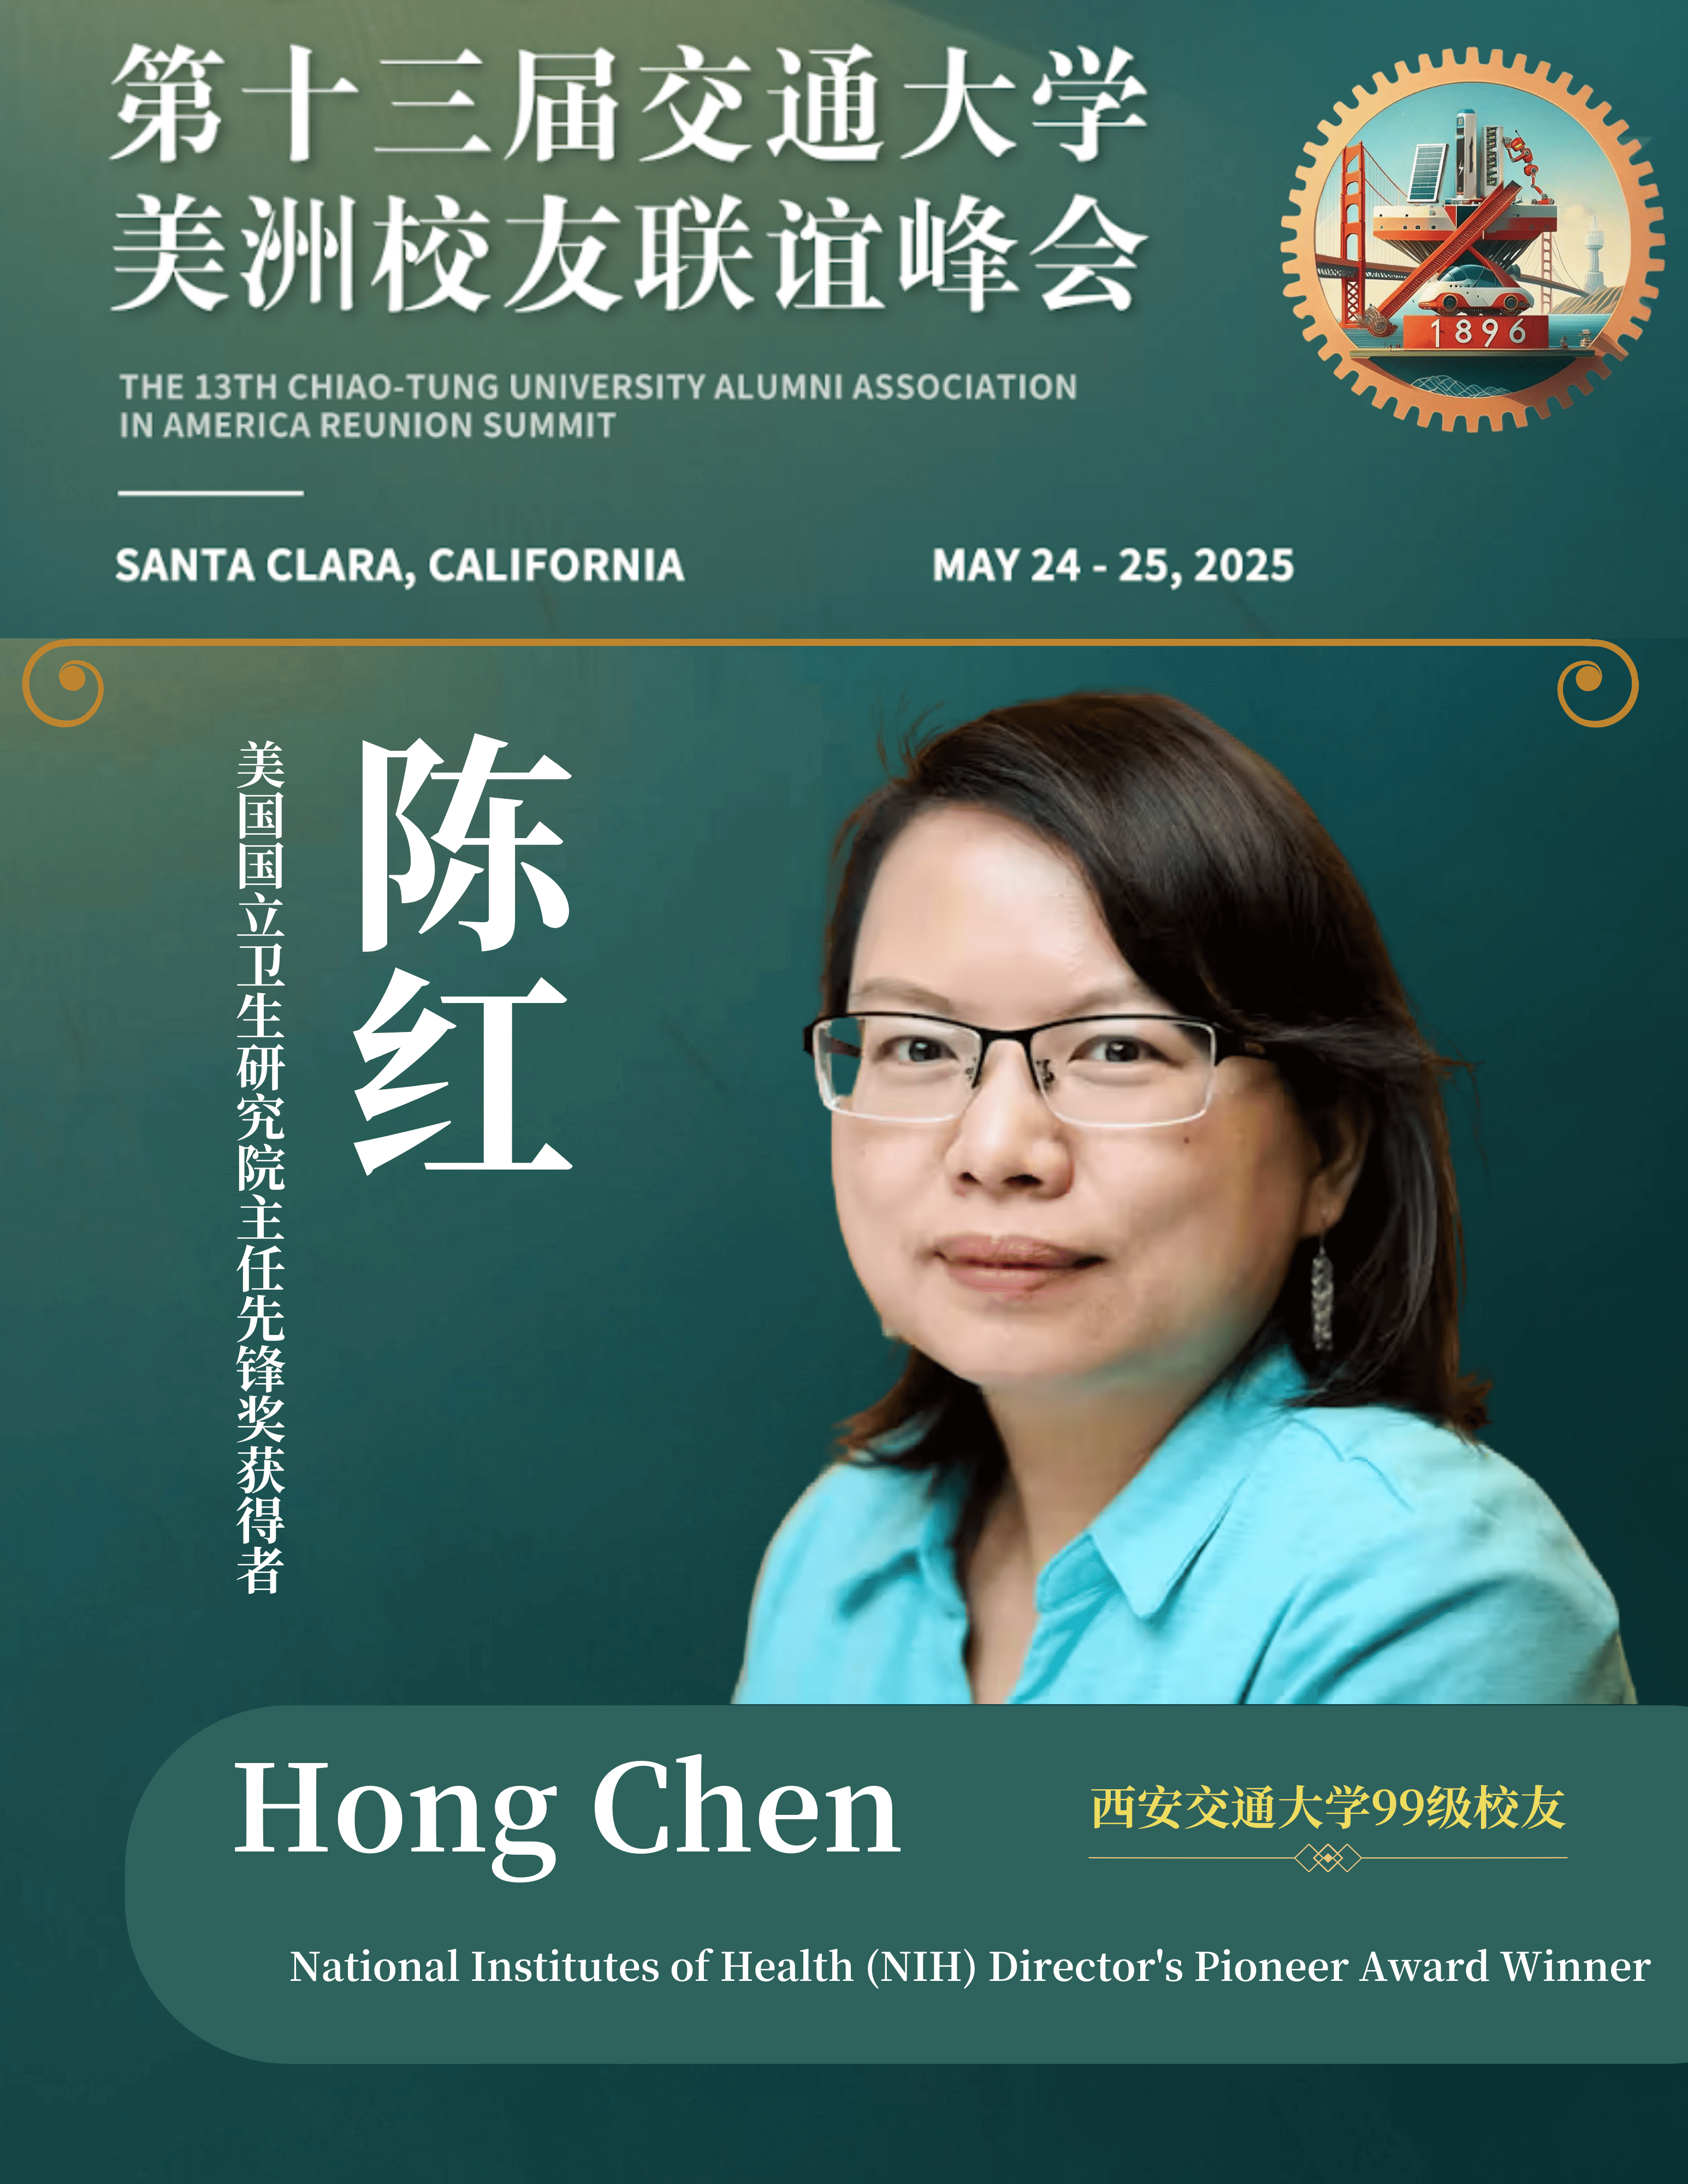 第十三届交通大学
美洲校友联谊峰会
THE 13TH CHIAO-TUNG UNIVERSITY ALUMNI ASSOCIATION
IN AMERICA REUNION SUMMIT
1896
SANTA CLARA, CALIFORNIA
MAY 24 - 25, 2025
陈红
美国国立卫生研究院主任先锋奖获得者
Hong Chen
西安交通大学99级校友
National Institutes of Health (NIH) Director's Pioneer Award Winner